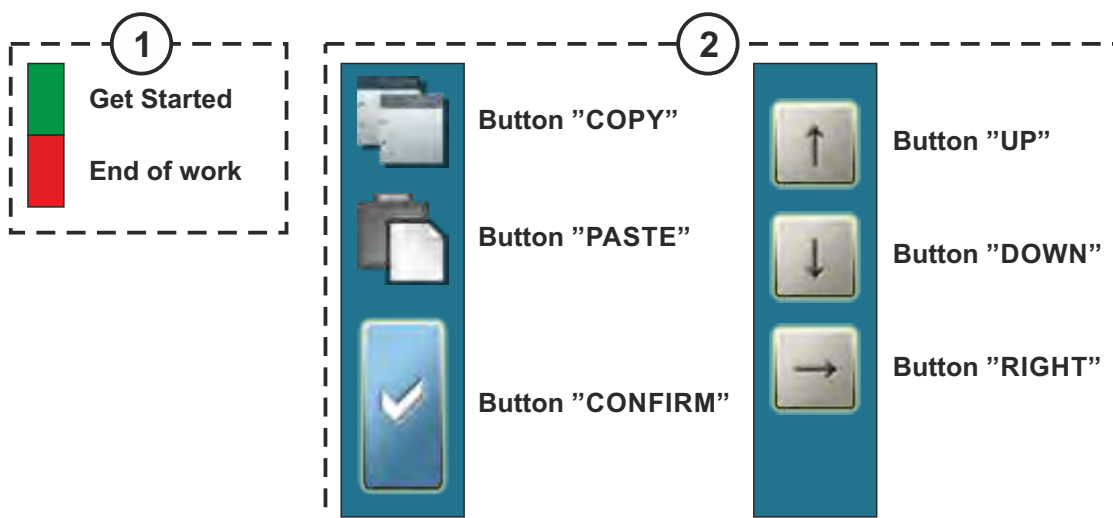 1
Get Started
End of work
2
Button ”COPY”
Button ”PASTE”
Button ”CONFIRM”
Button ”UP”
Button ”DOWN”
Button ”RIGHT”